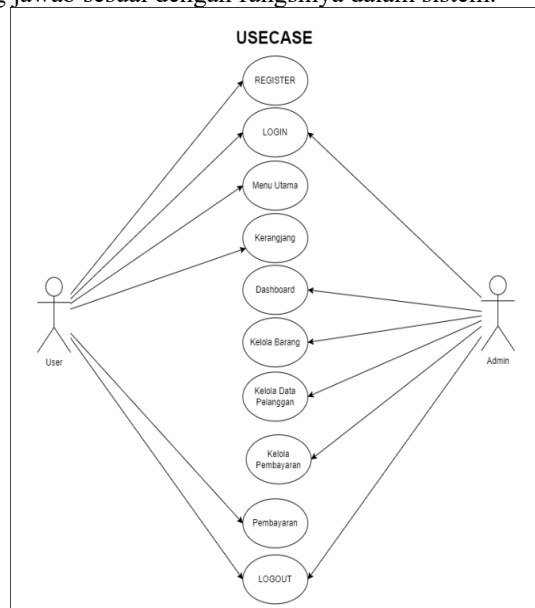 jawab sesuai dengan fungsinya dalam sistem.
USECASE
REGISTER
LOGIN
Menu Utama
Kerangjang
Dashboard
Kelola Barang
Kelola Data
Pelanggan
Kelola
Pembayaran
Pembayaran
LOGOUT
User
Admin